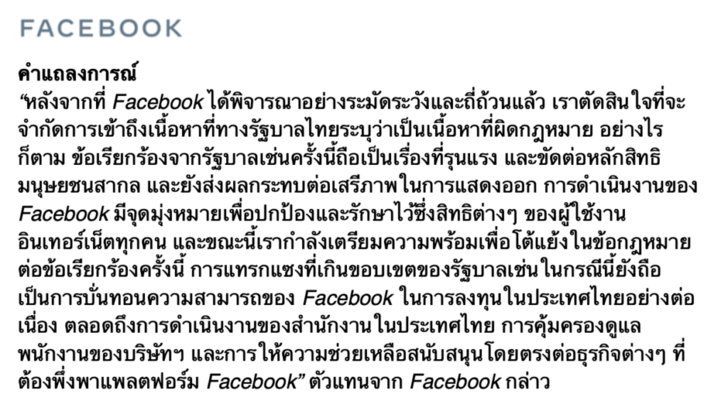 FACEBOOK
คำแถลงการณ์
“หลังจากที่ Facebook ได้พิจารณาอย่างระมัดระวังและถี่ถ้วนแล้ว เราตัดสินใจที่จะ
จำกัดการเข้าถึงเนื้อหาที่ทางรัฐบาลไทยระบุว่าเป็นเนื้อหาที่ผิดกฎหมาย อย่างไร
ก็ตาม ข้อเรียกร้องจากรัฐบาลเช่นครั้งนี้ถือเป็นเรื่องที่รุนแรง และขัดต่อหลักสิทธิ
มนุษยชนสากล และยังส่งผลกระทบต่อเสรีภาพในการแสดงออก การดำเนินงานของ
Facebook มีจุดมุ่งหมายเพื่อปกป้องและรักษาไว้ซึ่งสิทธิต่างๆ ของผู้ใช้งาน
อินเทอร์เน็ตทุกคน และขณะนี้เรากำลังเตรียมความพร้อมเพื่อโต้แย้งในข้อกฎหมาย
ต่อข้อเรียกร้องครั้งนี้ การแทรกแซงที่เกินขอบเขตของรัฐบาลเช่นในกรณีนี้ยังถือ
เป็นการบั่นทอนความสามารถของ Facebook ในการลงทุนในประเทศไทยอย่างต่อ
เนื่อง ตลอดถึงการดำเนินงานของสำนักงานในประเทศไทย การคุ้มครองดูแล
พนักงานของบริษัทฯ และการให้ความช่วยเหลือสนับสนุนโดยตรงต่อธุรกิจต่างๆ ที่
ต้องพึ่งพาแพลตฟอร์ม Facebook” ตัวแทนจาก Facebook กล่าว